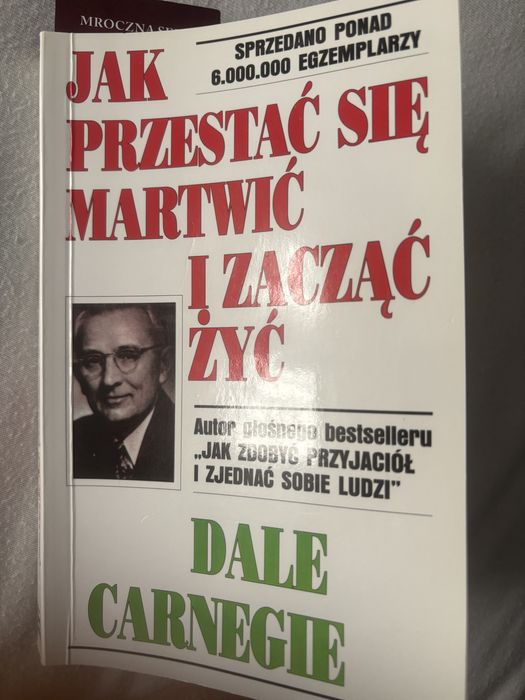 MROCZNA
SPRZEDANO PONAD
6.000.000 EGZEMPLARZY
JAK
PRZESTAĆ SIĘ
MARTWIĆ
I ZACZĄĆ
ŻYĆ
Autor głośnego bestselleru
„JAK ZDOBYĆ PRZYJACIÓŁ
I ZJEDNAĆ SOBIE LUDZI”
DALE
CARNEGIE